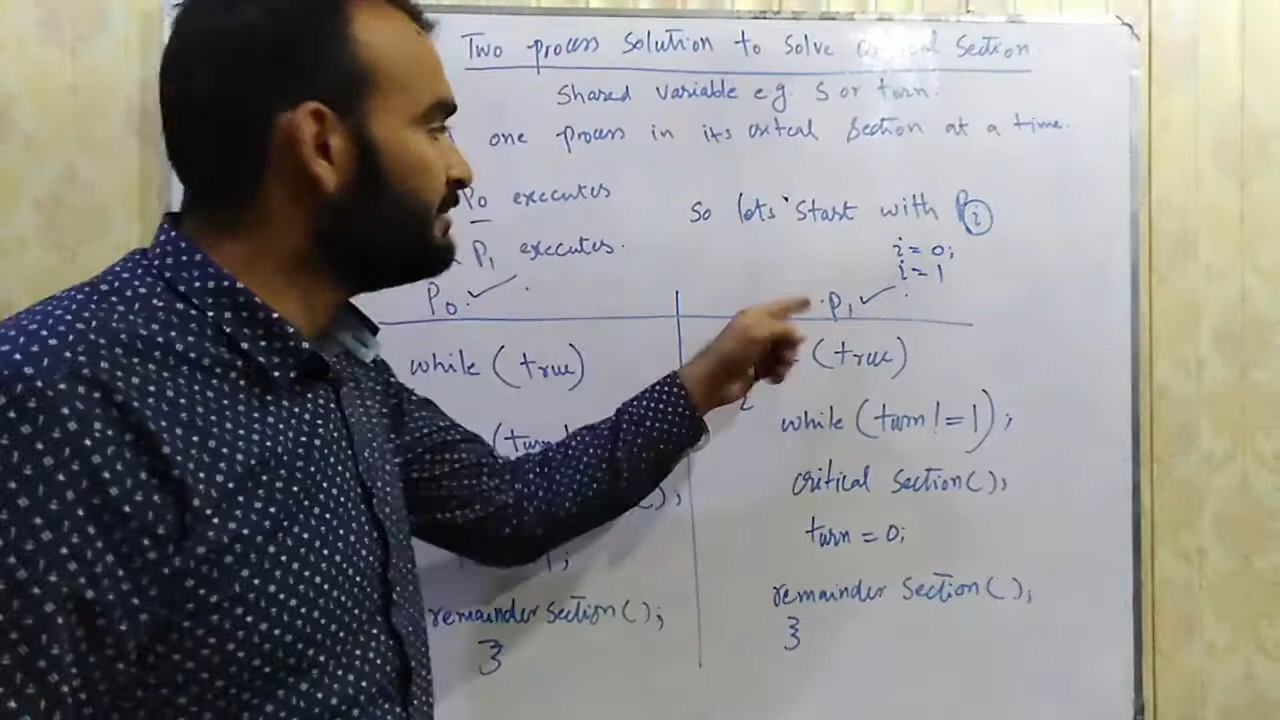 Two process Solution to Solve Section.
Shared variable e.g. S or turn.
one process in its critcal Section at a time.
P0 executes
P1 executes.
So lets Start with Pi
i = 0;
i = 1
P0.
while (true)
(turn
();
;
remainder Section();
}
P1
(true)
{
while (turn != 1);
critical Section();
turn = 0;
remainder Section();
}